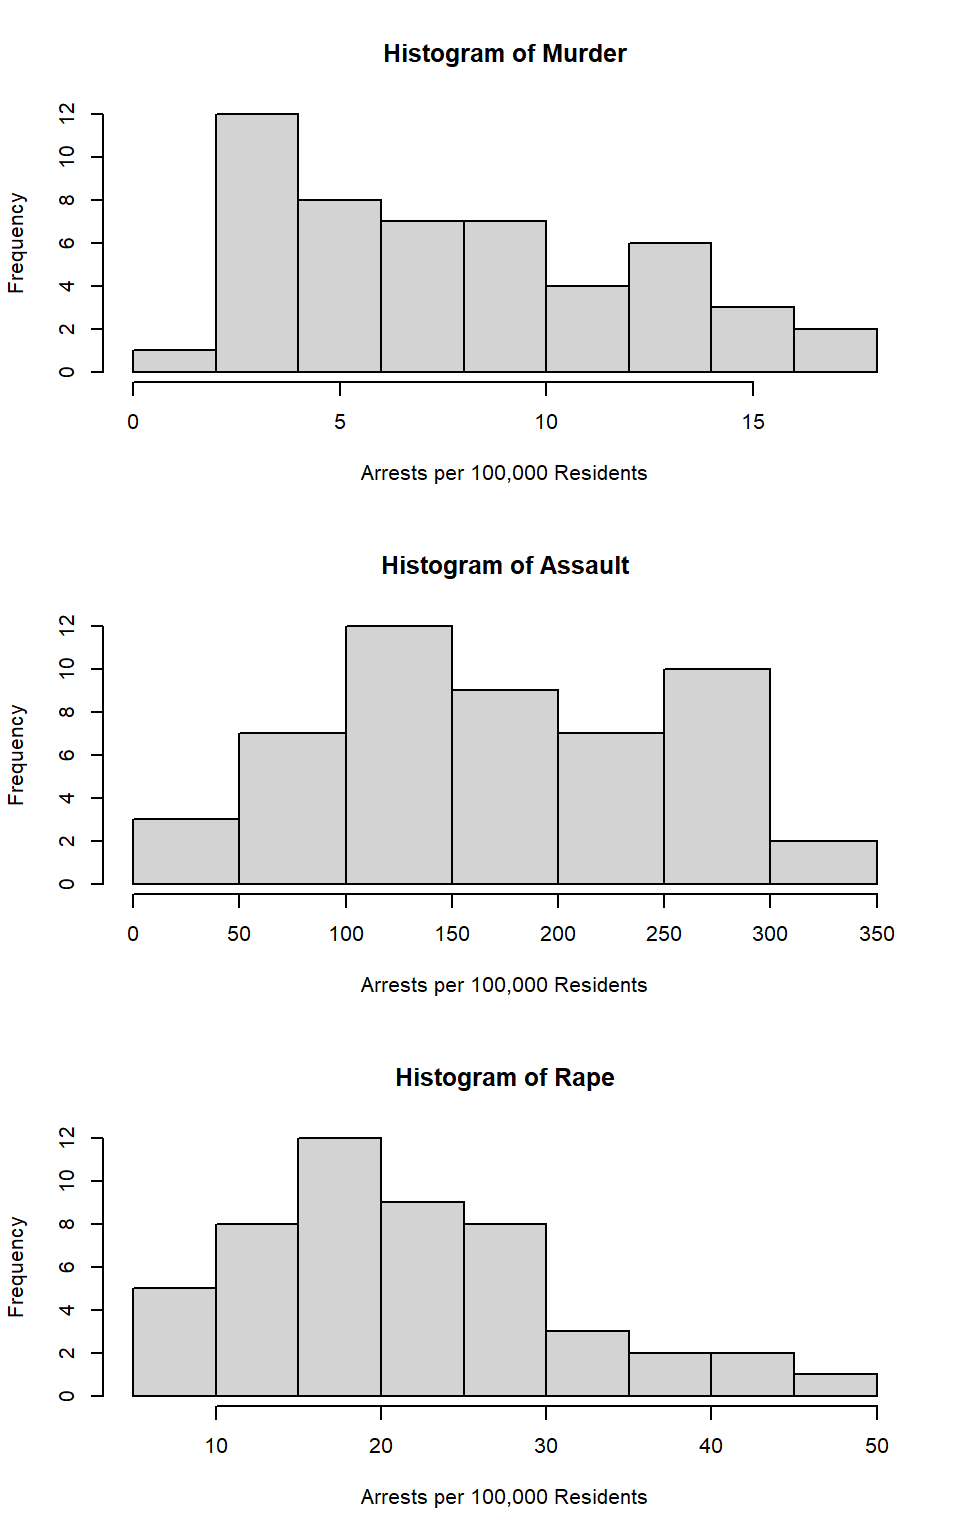 Histogram of Murder
Frequency
0 2 4 6 8 10 12
0 5 10 15
Arrests per 100,000 Residents
Histogram of Assault
Frequency
0 2 4 6 8 10 12
0 50 100 150 200 250 300 350
Arrests per 100,000 Residents
Histogram of Rape
Frequency
0 2 4 6 8 10 12
10 20 30 40 50
Arrests per 100,000 Residents